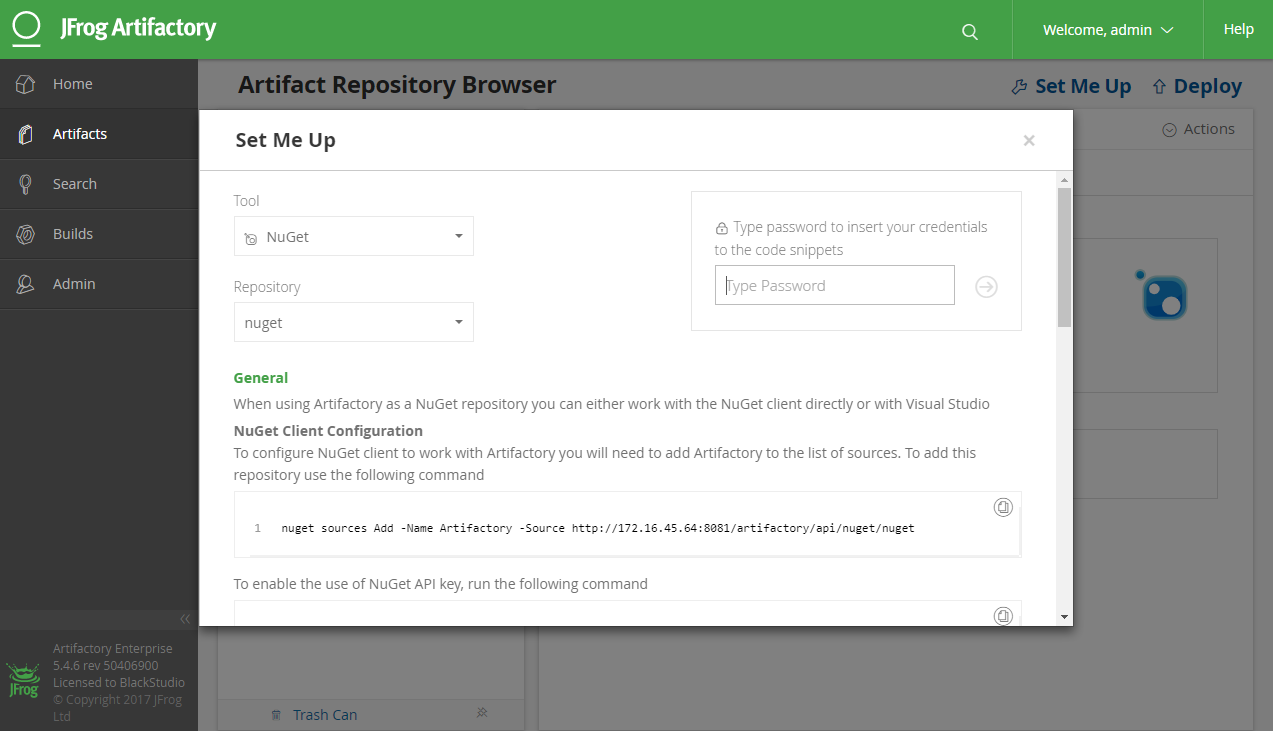 JFrog Artifactory
Welcome, admin
Help
Home
Artifacts
Search
Builds
Admin
Artifact Repository Browser
Set Me Up
Deploy
Actions
Set Me Up
×
Tool
NuGet
Repository
nuget
Type password to insert your credentials
to the code snippets
Type Password
General
When using Artifactory as a NuGet repository you can either work with the NuGet client directly or with Visual Studio
NuGet Client Configuration
To configure NuGet client to work with Artifactory you will need to add Artifactory to the list of sources. To add this
repository use the following command
1 nuget sources Add -Name Artifactory -Source http://172.16.45.64:8081/artifactory/api/nuget/nuget
To enable the use of NuGet API key, run the following command
Trash Can
JFrog
Artifactory Enterprise
5.4.6 rev 50406900
Licensed to BlackStudio
© Copyright 2017 JFrog
Ltd